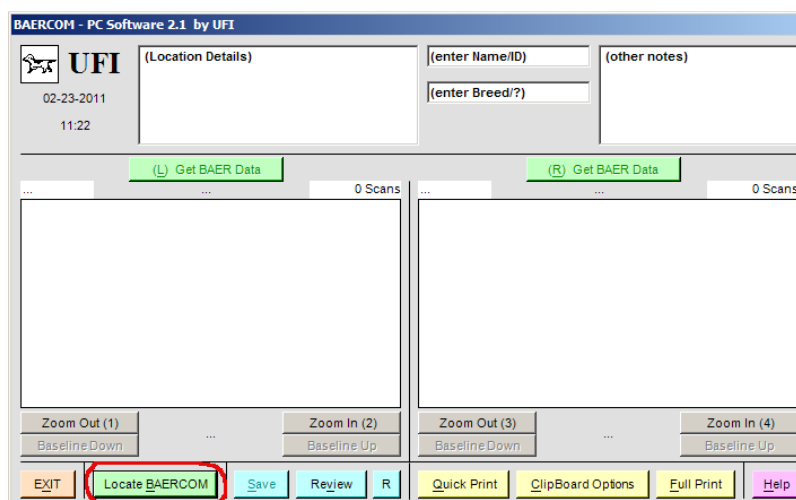 BAERCOM - PC Software 2.1 by UFI
UFI
02-23-2011
11:22
(Location Details)
(enter Name/ID)
(enter Breed/?)
(other notes)
(L) Get BAER Data
(R) Get BAER Data
... ... 0 Scans
... ... 0 Scans
Zoom Out (1) ... Zoom In (2)
Baseline Down Baseline Up
Zoom Out (3) ... Zoom In (4)
Baseline Down Baseline Up
EXIT Locate BAERCOM Save Review R Quick Print ClipBoard Options Full Print Help